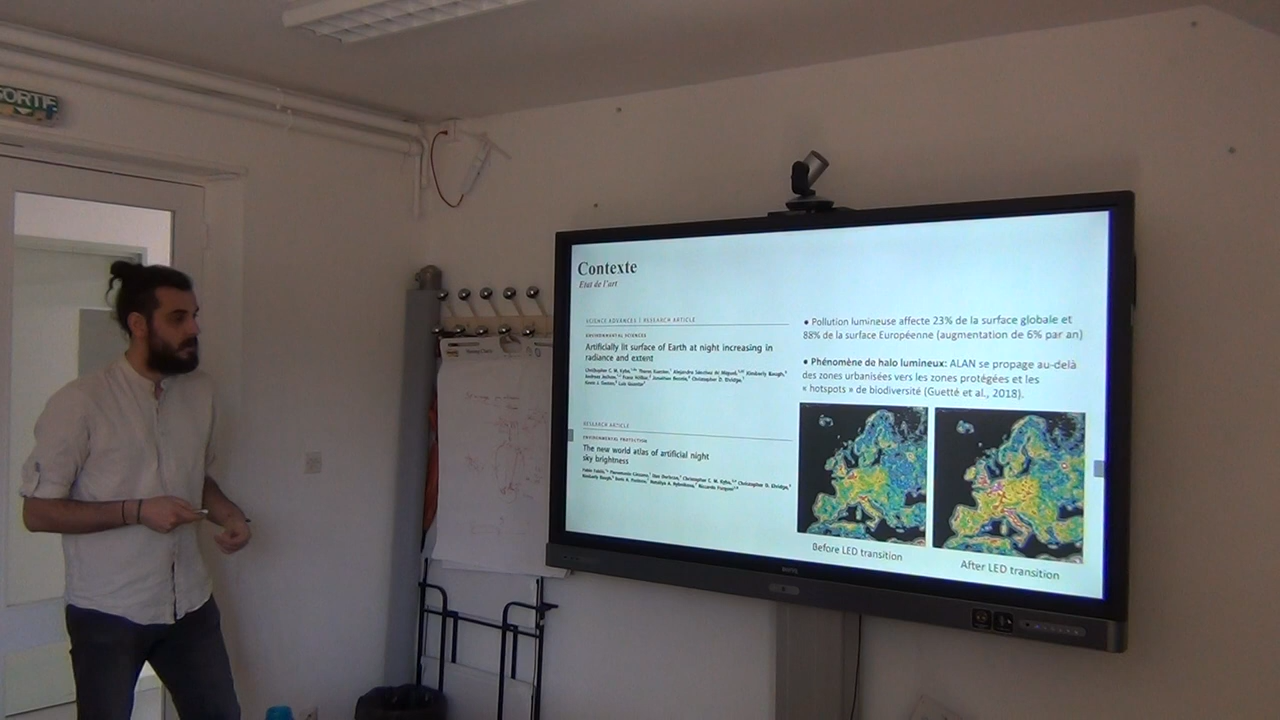 SORTIE
Contexte
Etat de l'art
SCIENCE ADVANCES | RESEARCH ARTICLE
ENVIRONMENTAL SCIENCES
Artificially lit surface of Earth at night increasing in
radiance and extent
RESEARCH ARTICLE
ENVIRONMENTAL PROTECTION
The new world atlas of artificial night
sky brightness
• Pollution lumineuse affecte 23% de la surface globale et
88% de la surface Européenne (augmentation de 6% par an)
• Phénomène de halo lumineux: ALAN se propage au-delà
des zones urbanisées vers les zones protégées et les
« hotspots » de biodiversité (Guetté et al., 2018).
Before LED transition
After LED transition
BenQ